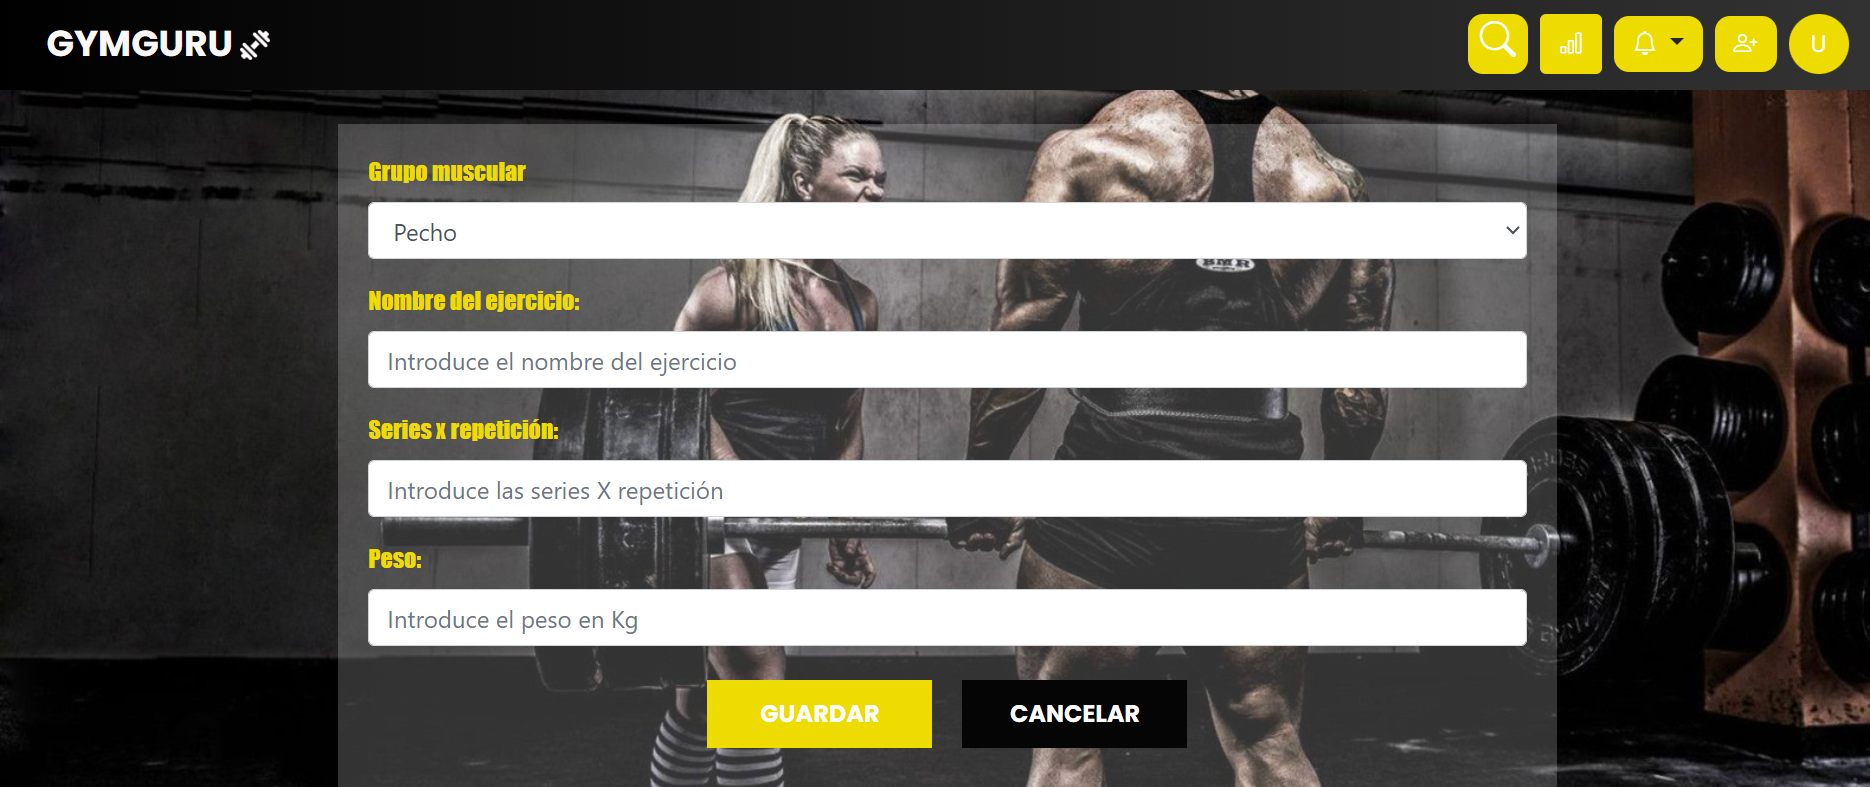 GYMGURU
U
Grupo muscular
Pecho
Nombre del ejercicio:
Introduce el nombre del ejercicio
Series x repetición:
Introduce las series X repetición
Peso:
Introduce el peso en Kg
GUARDAR
CANCELAR
BMR